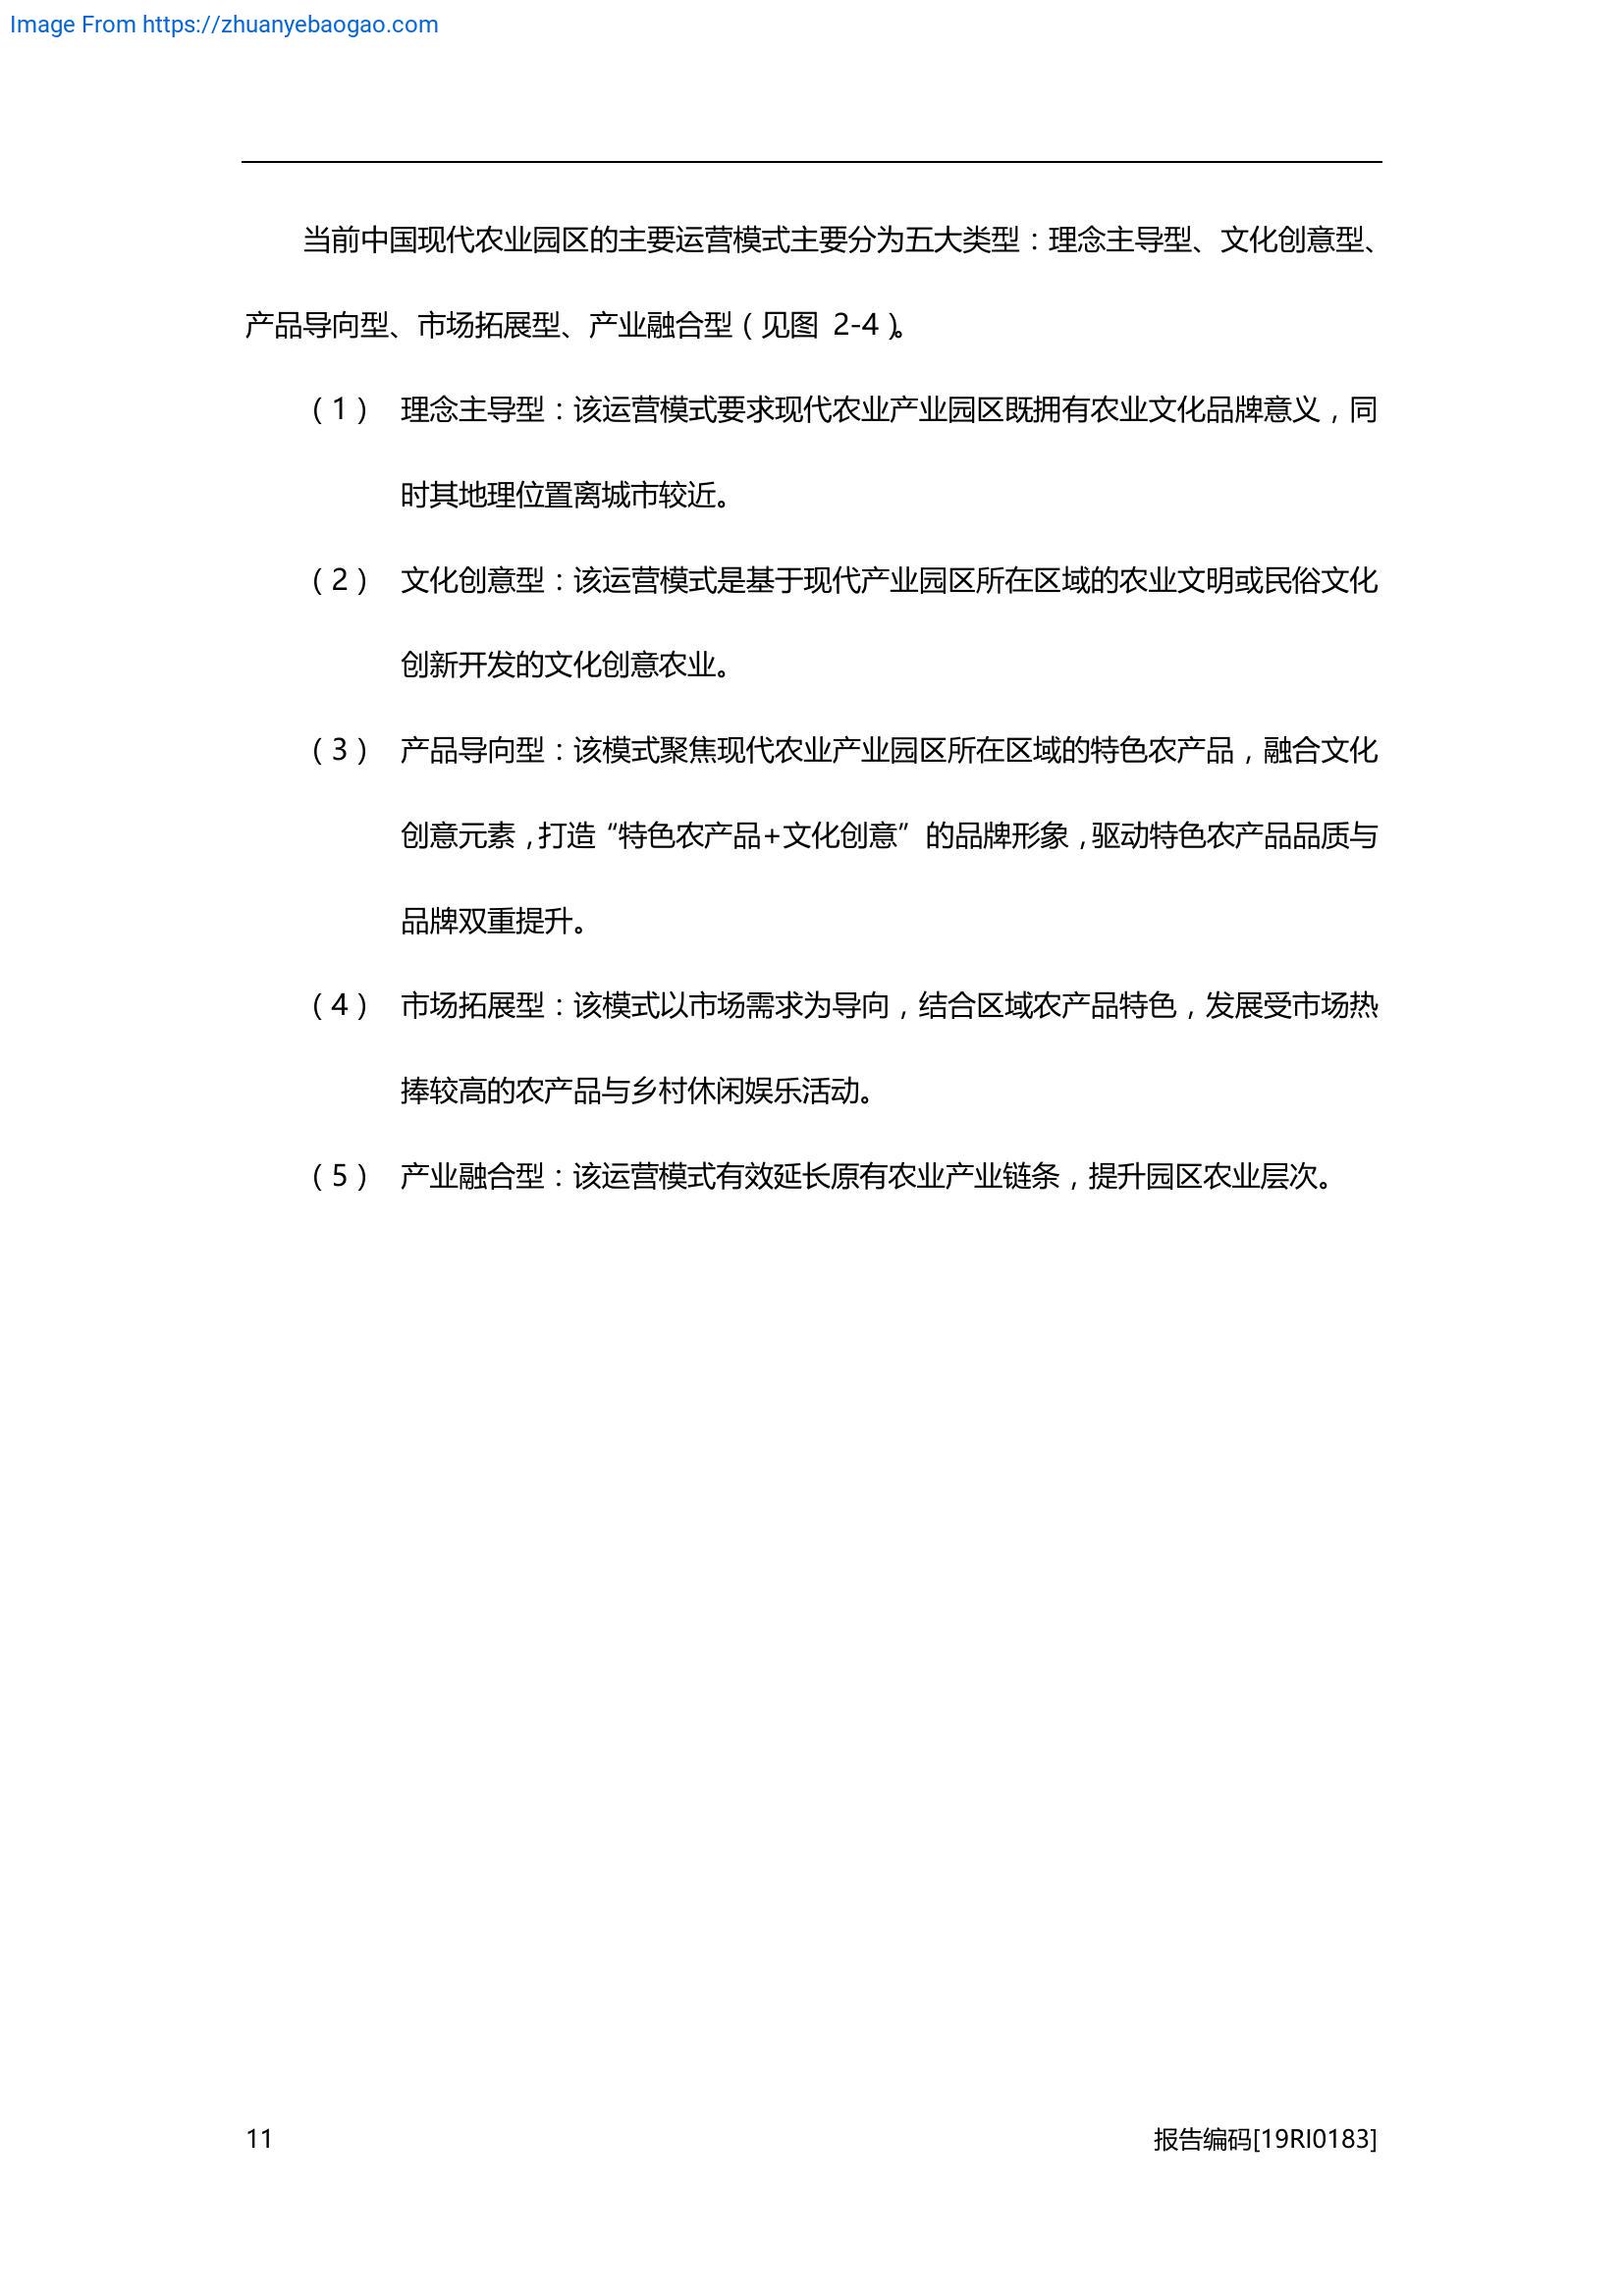 Image From https://zhuanyebaogao.com
当前中国现代农业园区的主要运营模式主要分为五大类型：理念主导型、文化创意型、
产品导向型、市场拓展型、产业融合型（见图 2-4）。
（1） 理念主导型：该运营模式要求现代农业产业园区既拥有农业文化品牌意义，同
时其地理位置离城市较近。
（2） 文化创意型：该运营模式是基于现代产业园区所在区域的农业文明或民俗文化
创新开发的文化创意农业。
（3） 产品导向型：该模式聚焦现代农业产业园区所在区域的特色农产品，融合文化
创意元素，打造“特色农产品+文化创意”的品牌形象，驱动特色农产品品质与
品牌双重提升。
（4） 市场拓展型：该模式以市场需求为导向，结合区域农产品特色，发展受市场热
捧较高的农产品与乡村休闲娱乐活动。
（5） 产业融合型：该运营模式有效延长原有农业产业链条，提升园区农业层次。
11 报告编码[19RI0183]